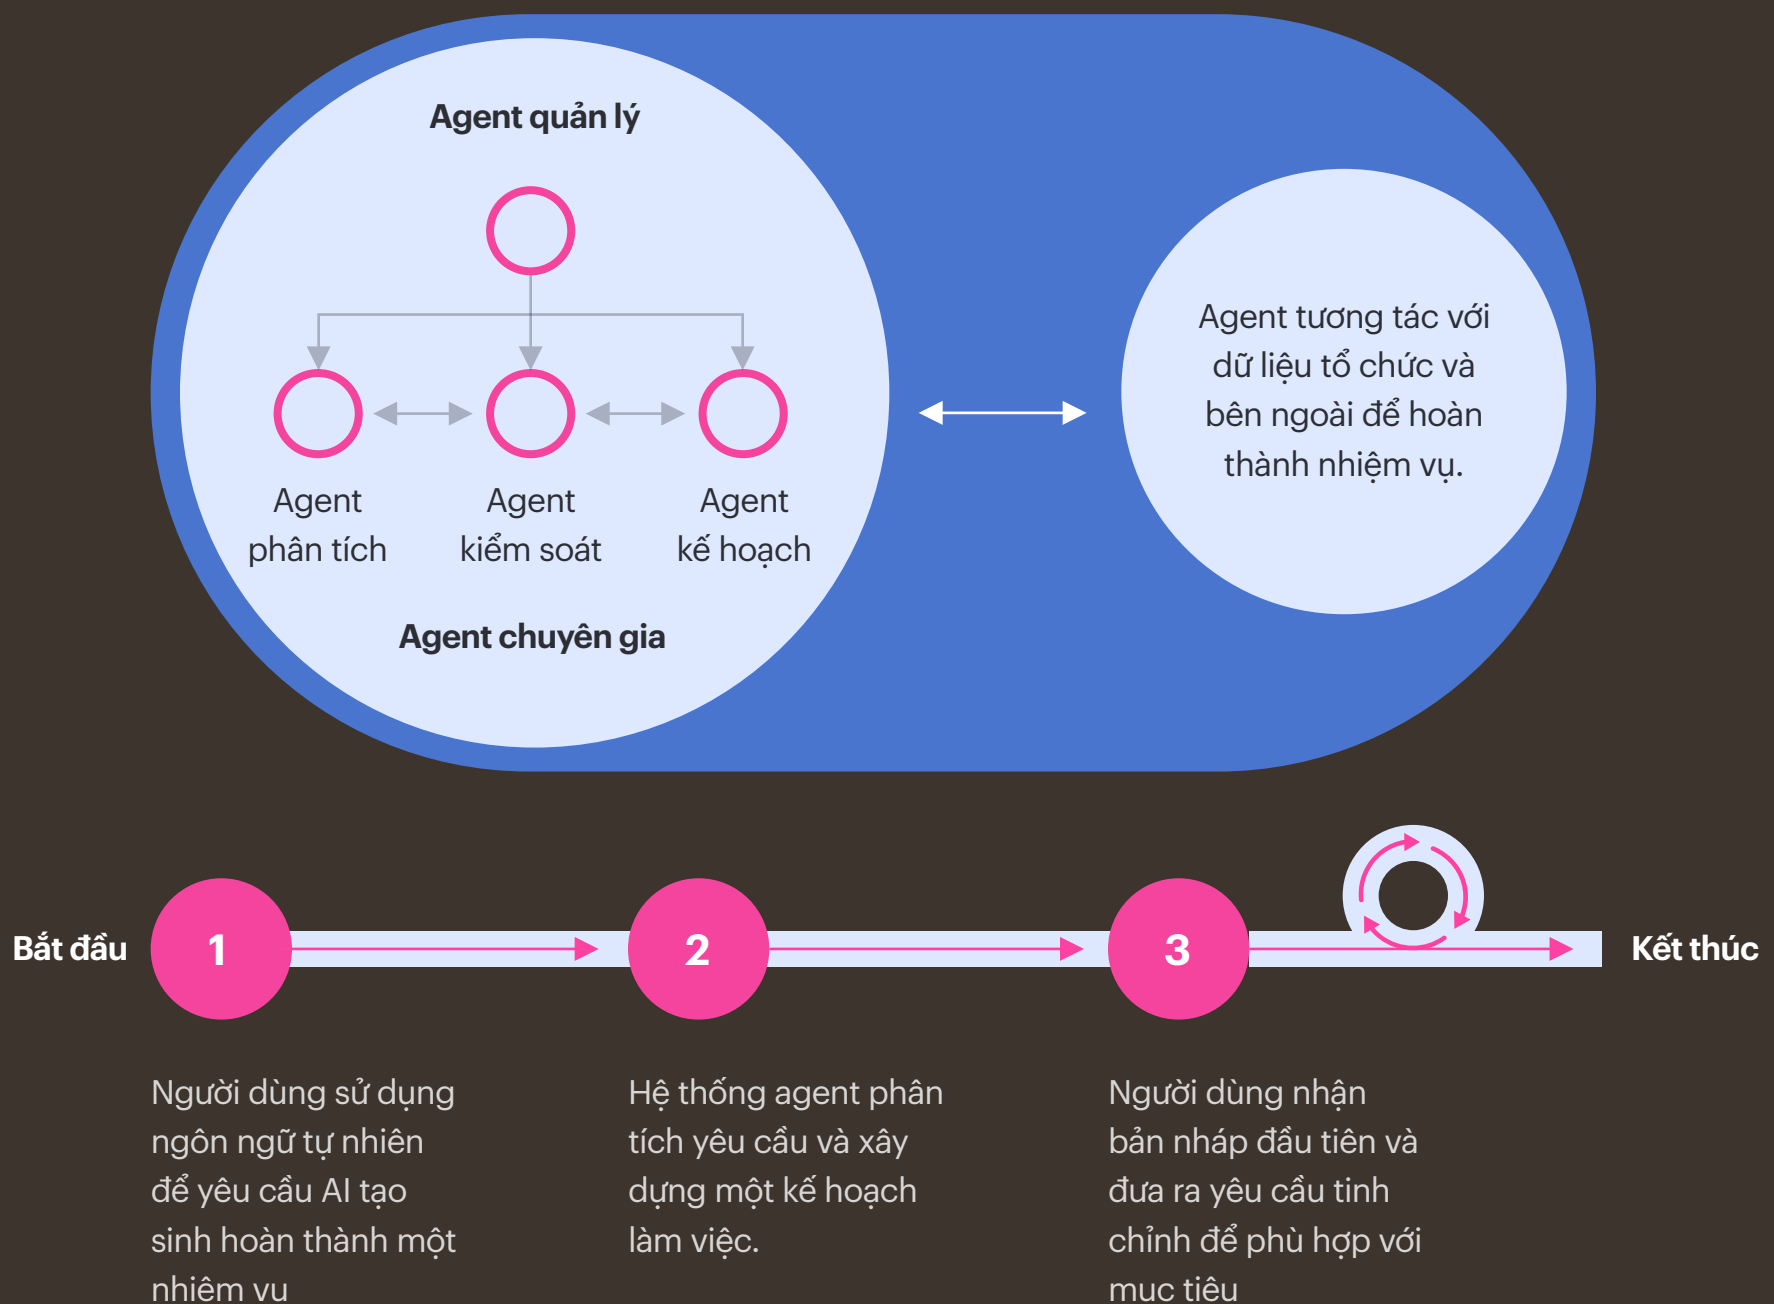 Agent quản lý
Agent
phân tích
Agent
kiểm soát
Agent
kế hoạch
Agent chuyên gia
Agent tương tác với
dữ liệu tổ chức và
bên ngoài để hoàn
thành nhiệm vụ.
Bắt đầu
1
2
3
Kết thúc
Người dùng sử dụng
ngôn ngữ tự nhiên
để yêu cầu AI tạo
sinh hoàn thành một
nhiệm vụ
Hệ thống agent phân
tích yêu cầu và xây
dựng một kế hoạch
làm việc.
Người dùng nhận
bản nháp đầu tiên và
đưa ra yêu cầu tinh
chỉnh để phù hợp với
mục tiêu